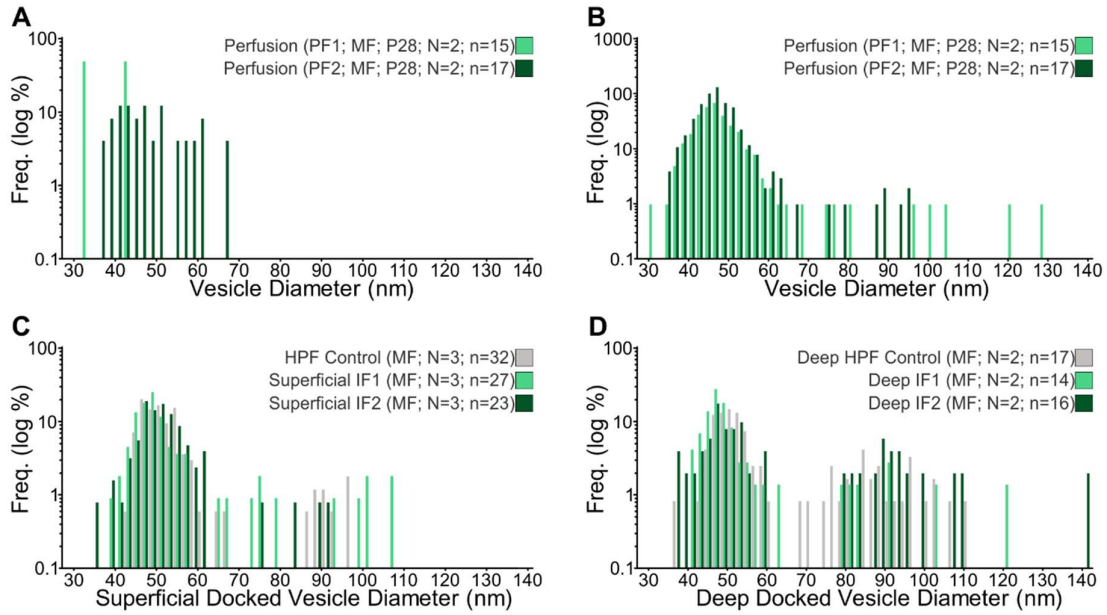 A
Freq. (log %)
100
10
1
0.1
Perfusion (PF1; MF; P28; N=2; n=15)
Perfusion (PF2; MF; P28; N=2; n=17)
30 40 50 60 70 80 90 100 110 120 130 140
Vesicle Diameter (nm)
B
Freq. (log)
1000
100
10
1
0.1
Perfusion (PF1; MF; P28; N=2; n=15)
Perfusion (PF2; MF; P28; N=2; n=17)
30 40 50 60 70 80 90 100 110 120 130 140
Vesicle Diameter (nm)
C
Freq. (log %)
100
10
1
0.1
HPF Control (MF; N=3; n=32)
Superficial IF1 (MF; N=3; n=27)
Superficial IF2 (MF; N=3; n=23)
30 40 50 60 70 80 90 100 110 120 130 140
Superficial Docked Vesicle Diameter (nm)
D
Freq. (log %)
100
10
1
0.1
Deep HPF Control (MF; N=2; n=17)
Deep IF1 (MF; N=2; n=14)
Deep IF2 (MF; N=2; n=16)
30 40 50 60 70 80 90 100 110 120 130 140
Deep Docked Vesicle Diameter (nm)